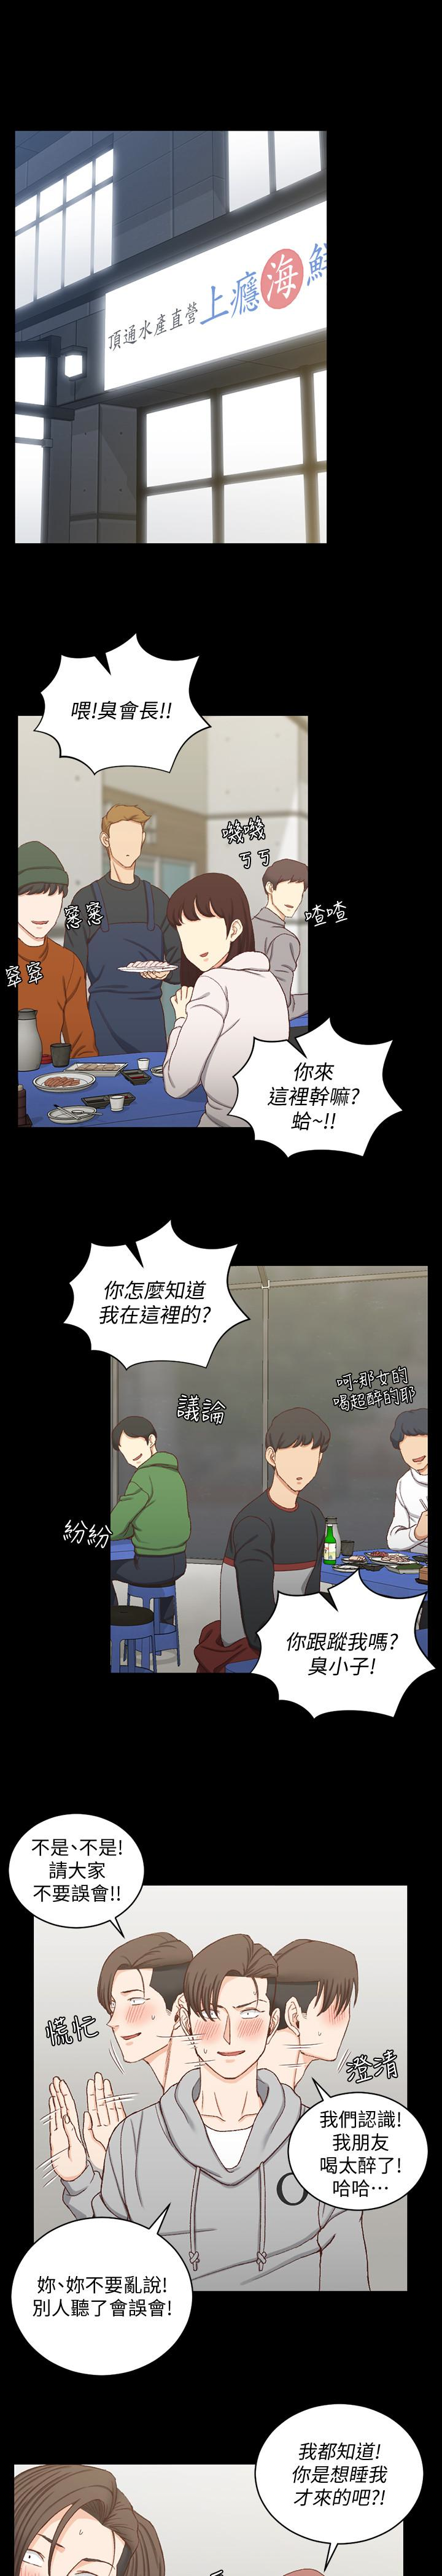 頂通水產直營
上癮海鮮
喂!臭會長!!
嘰嘰
ㄎㄎ
窸窸
窣窣
喳喳
你來
這裡幹嘛?
蛤~!!
你怎麼知道
我在這裡的?
議論
呵~那女的
喝超醉的耶
紛紛
你跟蹤我嗎?
臭小子!
不是、不是!
請大家
不要誤會!!
慌忙
澄清
我們認識!
我朋友
喝太醉了!
哈哈…
妳、妳不要亂說!
別人聽了會誤會!
我都知道!
你是想睡我
才來的吧?!